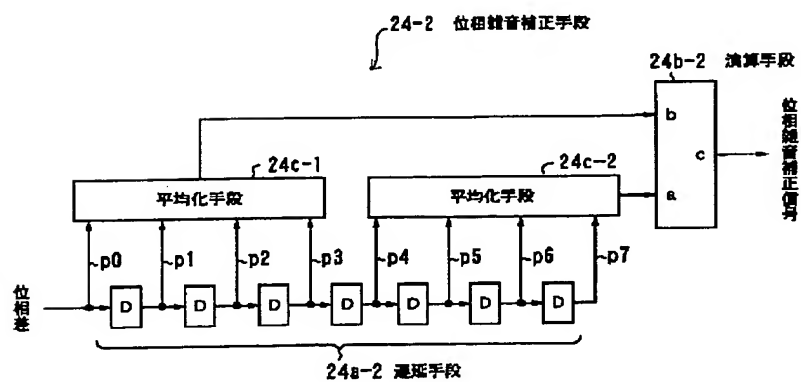 24-2 位相雑音補正手段
24b-2 演算手段
b
c
a
位相雑音補正信号
24c-1
平均化手段
24c-2
平均化手段
p0
p1
p2
p3
p4
p5
p6
p7
位相差
D
D
D
D
D
D
D
24a-2 遅延手段